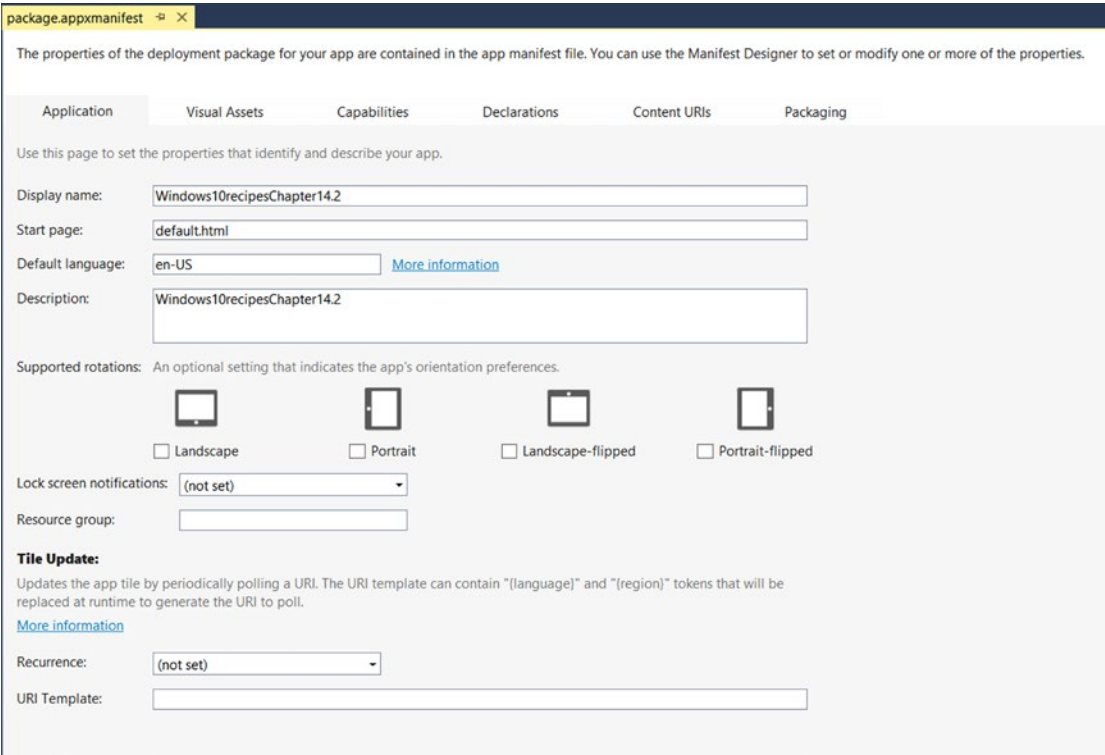 package.appxmanifest
The properties of the deployment package for your app are contained in the app manifest file. You can use the Manifest Designer to set or modify one or more of the properties.
Application Visual Assets Capabilities Declarations Content URIs Packaging
Use this page to set the properties that identify and describe your app.
Display name: Windows10recipesChapter14.2
Start page: default.html
Default language: en-US More information
Description: Windows10recipesChapter14.2
Supported rotations: An optional setting that indicates the app's orientation preferences.
Landscape Portrait Landscape-flipped Portrait-flipped
Lock screen notifications: (not set)
Resource group:
Tile Update:
Updates the app tile by periodically polling a URI. The URI template can contain "{language}" and "{region}" tokens that will be
replaced at runtime to generate the URI to poll.
More information
Recurrence: (not set)
URI Template: